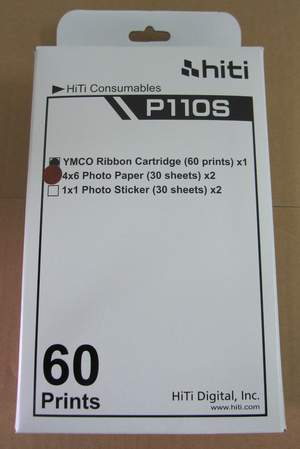 hiti
HiTi Consumables
P110S
YMCO Ribbon Cartridge (60 prints) x1
4x6 Photo Paper (30 sheets) x2
1x1 Photo Sticker (30 sheets) x2
60
Prints
HiTi Digital, Inc.
www.hiti.com